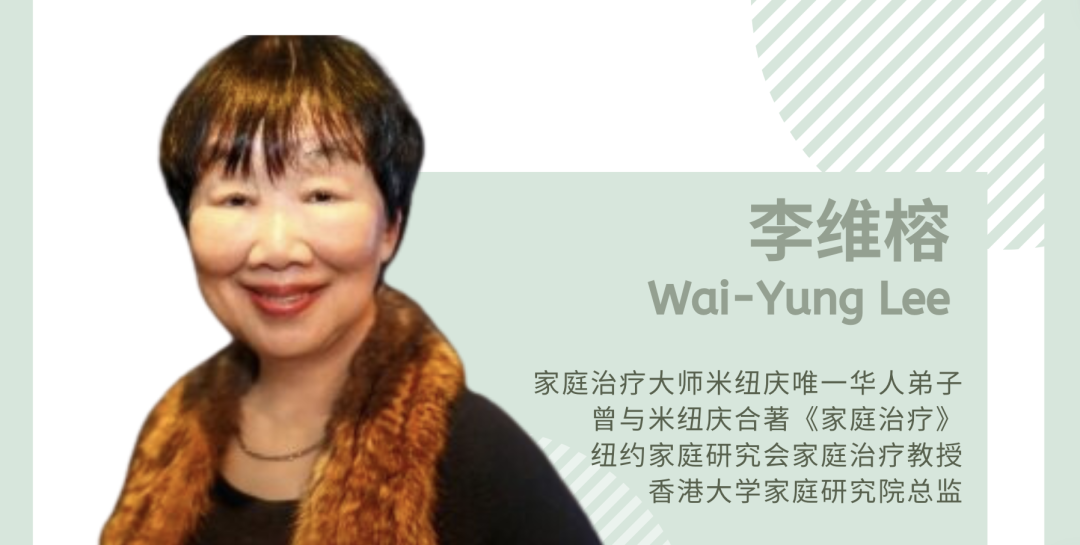 李维榕
Wai-Yung Lee
家庭治疗大师米纽庆唯一华人弟子
曾与米纽庆合著《家庭治疗》
纽约家庭研究会家庭治疗教授
香港大学家庭研究院总监